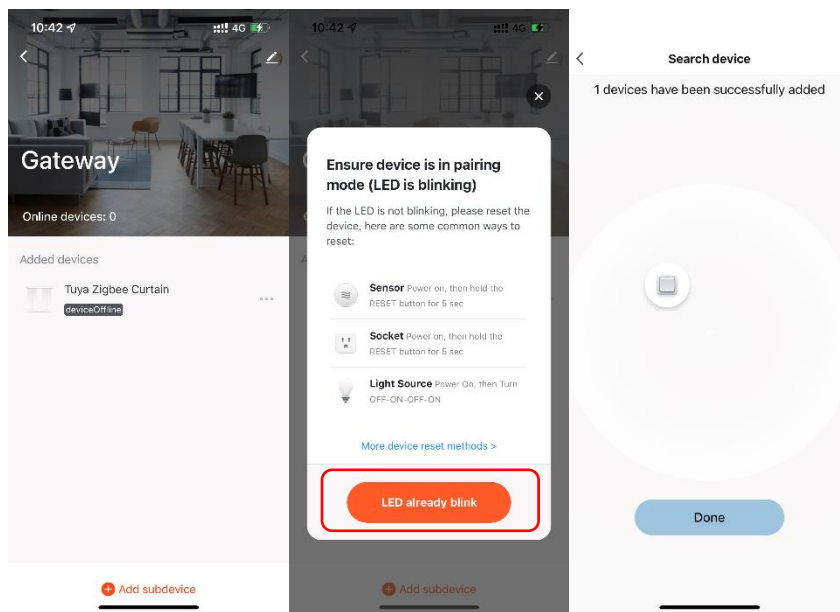 10:42
4G
Gateway
Online devices: 0
Added devices
Tuya Zigbee Curtain
deviceOffline
Add subdevice
10:42
4G
Ensure device is in pairing
mode (LED is blinking)
If the LED is not blinking, please reset the
device, here are some common ways to
reset:
Sensor Power on, then hold the
RESET button for 5 sec
Socket Power on, then hold the
RESET button for 5 sec
Light Source Power On, then Turn
OFF-ON-OFF-ON
More device reset methods >
LED already blink
Add subdevice
Search device
1 devices have been successfully added
Done